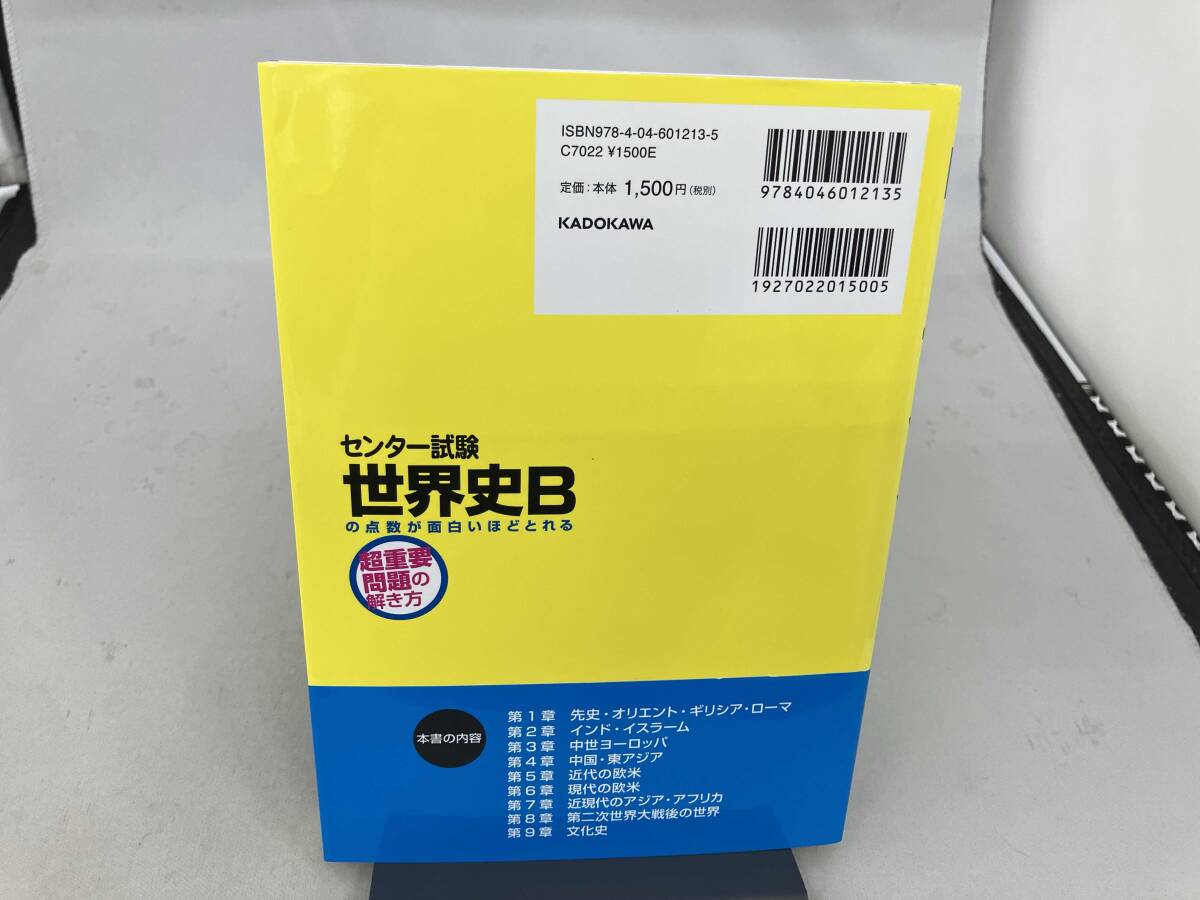 ISBN978-4-04-601213-5
C7022 ¥1500E
定価:本体 1,500円(税別)
KADOKAWA
9784046012135
1927022015005
センター試験
世界史B
の点数が面白いほどとれる
超重要
問題の
解き方
本書の内容
第1章 先史・オリエント・ギリシア・ローマ
第2章 インド・イスラーム
第3章 中世ヨーロッパ
第4章 中国・東アジア
第5章 近代の欧米
第6章 現代の欧米
第7章 近現代のアジア・アフリカ
第8章 第二次世界大戦後の世界
第9章 文化史